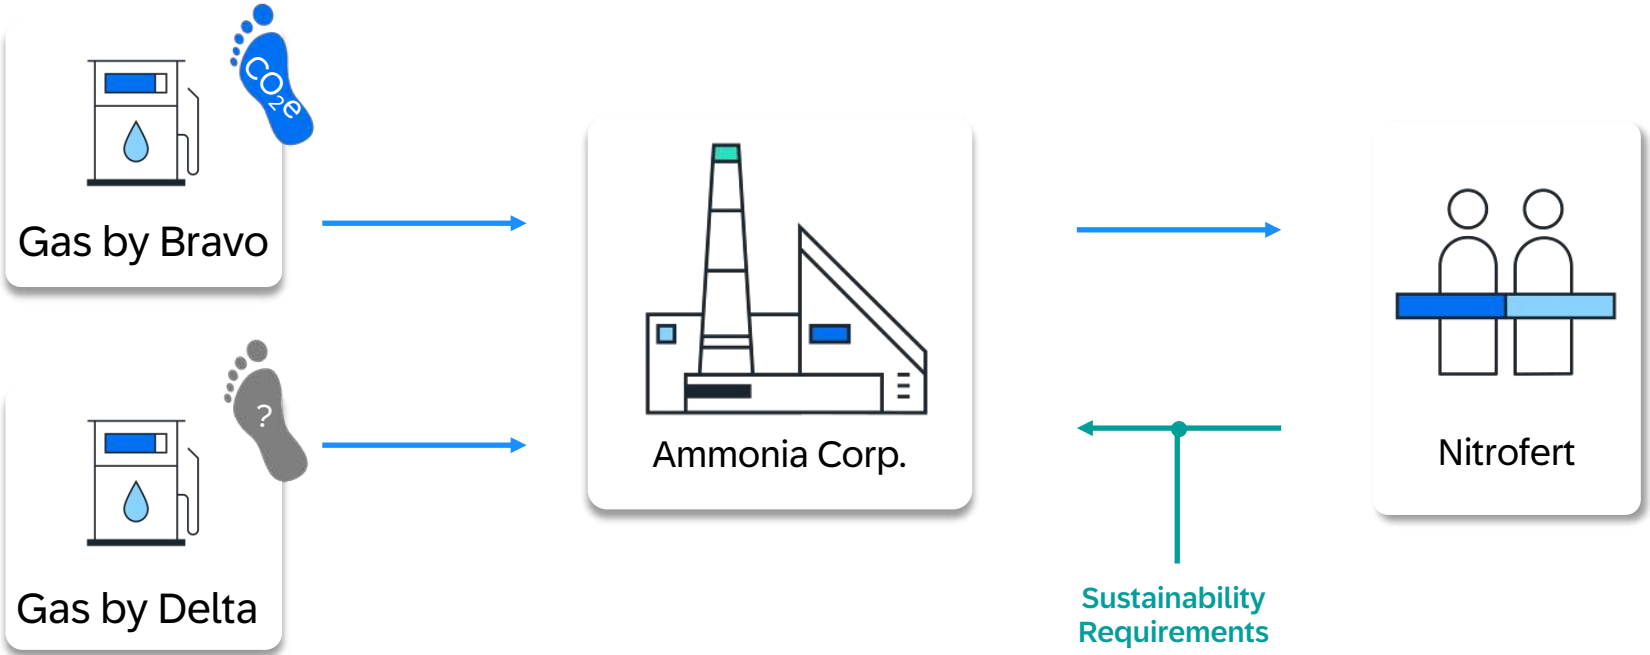 CO₂e
Gas by Bravo
?
Gas by Delta
Ammonia Corp.
Nitrofert
Sustainability
Requirements